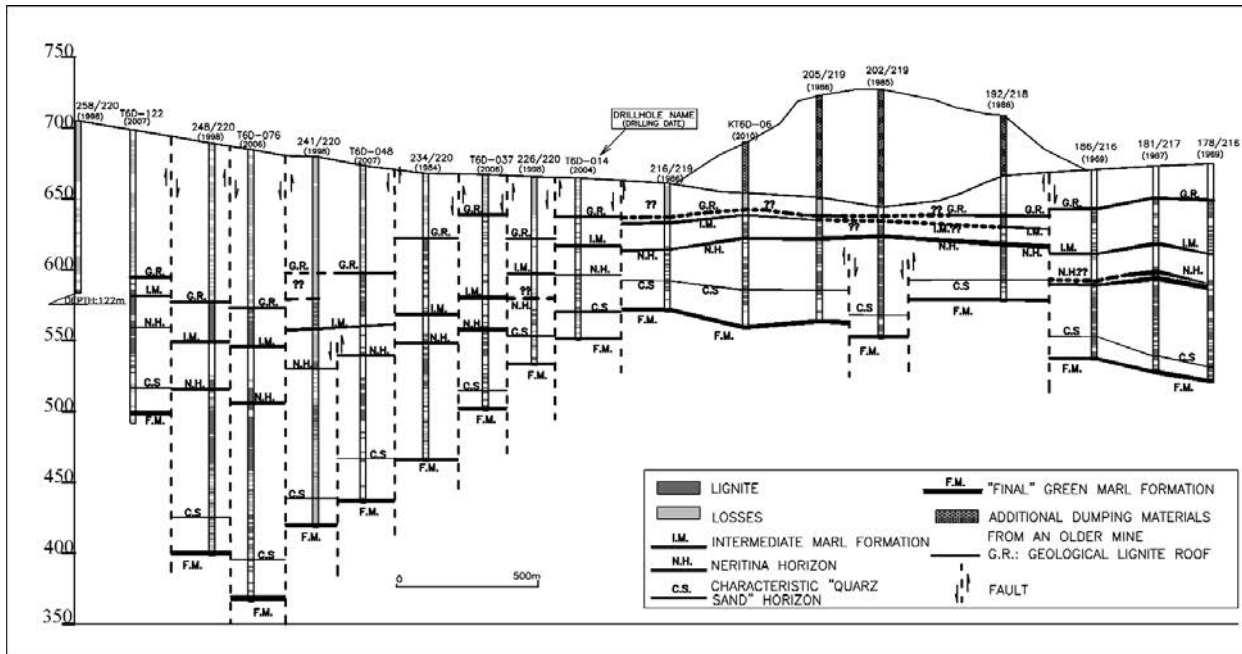 750
700
650
600
550
500
450
400
350
258/220
(1998)
T6D-122
(2007)
248/220
(1998)
T6D-076
(2006)
241/220
(1998)
T6D-048
(2007)
234/220
(1984)
T6D-037
(2006)
226/220
(1998)
T6D-014
(2004)
216/219
(1986)
KT6D-06
(2010)
205/219
(1986)
202/219
(1985)
192/218
(1986)
186/216
(1969)
181/217
(1987)
178/216
(1969)
DRILLHOLE NAME
(DRILLING DATE)
DEPTH:122m
G.R.
I.M.
N.H.
C.S
F.M.
G.R.
I.M.
N.H.
C.S
F.M.
G.R.
I.M.
N.H.
C.S
F.M.
G.R.
??
I.M.
N.H.
C.S
F.M.
G.R.
N.H.
C.S
F.M.
G.R.
I.M.
N.H.
F.M.
G.R.
I.M.
N.H.
C.S
F.M.
G.R.
I.M.
??
N.H.
C.S
F.M.
G.R.
I.M.
N.H.
C.S
F.M.
??
G.R.
??
I.M.
N.H.
C.S
C.S
F.M.
F.M.
??
G.R.
??
I.M.??
N.H.
C.S
F.M.
G.R.
I.M.
N.H.
C.S
F.M.
G.R.
I.M.
N.H??
C.S
F.M.
G.R.
I.M.
N.H.
C.S
F.M.
0
500m
LIGNITE
LOSSES
I.M.
INTERMEDIATE MARL FORMATION
N.H.
NERITINA HORIZON
C.S.
CHARACTERISTIC "QUARZ
SAND" HORIZON
F.M.
"FINAL" GREEN MARL FORMATION
ADDITIONAL DUMPING MATERIALS
FROM AN OLDER MINE
G.R.: GEOLOGICAL LIGNITE ROOF
FAULT